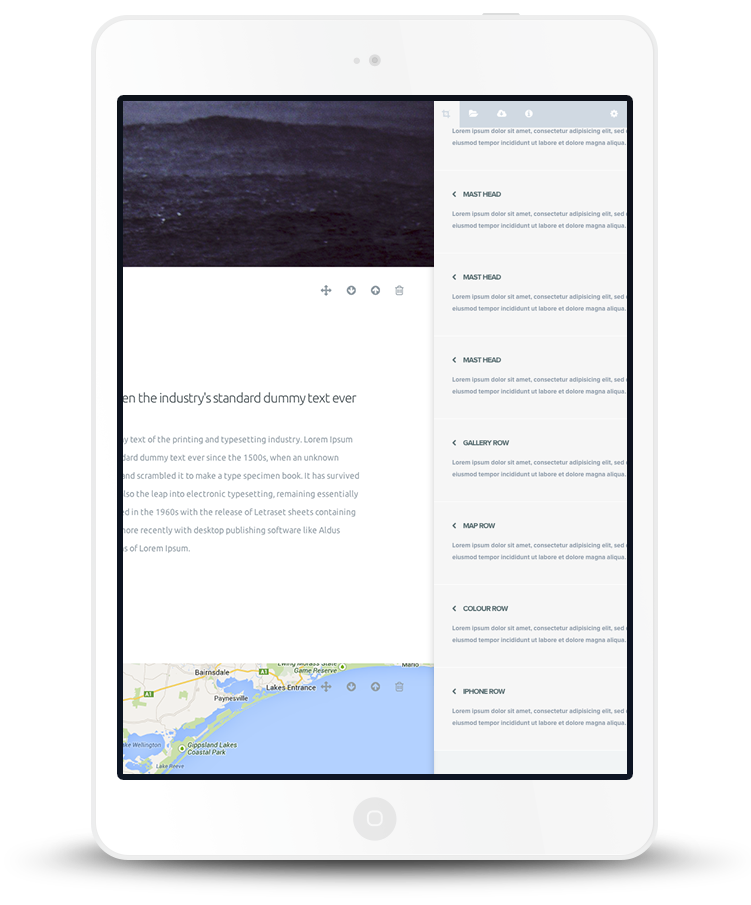 en the industry's standard dummy text ever
y text of the printing and typesetting industry. Lorem Ipsum
dard dummy text ever since the 1500s, when an unknown
and scrambled it to make a type specimen book. It has survived
lso the leap into electronic typesetting, remaining essentially
ed in the 1960s with the release of Letraset sheets containing
more recently with desktop publishing software like Aldus
s of Lorem Ipsum.
Ewing Morass State
Game Reserve
Marlo
Bairnsdale
A1
A1
Lakes Entrance
Paynesville
ake Wellington
Gippsland Lakes
Coastal Park
Lake Reeve
Lorem ipsum dolor sit amet, consectetur adipisicing elit, sed
eiusmod tempor incididunt ut labore et dolore magna aliqua.
MAST HEAD
Lorem ipsum dolor sit amet, consectetur adipisicing elit, sed
eiusmod tempor incididunt ut labore et dolore magna aliqua.
MAST HEAD
Lorem ipsum dolor sit amet, consectetur adipisicing elit, sed
eiusmod tempor incididunt ut labore et dolore magna aliqua.
MAST HEAD
Lorem ipsum dolor sit amet, consectetur adipisicing elit, sed
eiusmod tempor incididunt ut labore et dolore magna aliqua.
GALLERY ROW
Lorem ipsum dolor sit amet, consectetur adipisicing elit, sed
eiusmod tempor incididunt ut labore et dolore magna aliqua.
MAP ROW
Lorem ipsum dolor sit amet, consectetur adipisicing elit, sed
eiusmod tempor incididunt ut labore et dolore magna aliqua.
COLOUR ROW
Lorem ipsum dolor sit amet, consectetur adipisicing elit, sed
eiusmod tempor incididunt ut labore et dolore magna aliqua.
IPHONE ROW
Lorem ipsum dolor sit amet, consectetur adipisicing elit, sed
eiusmod tempor incididunt ut labore et dolore magna aliqua.